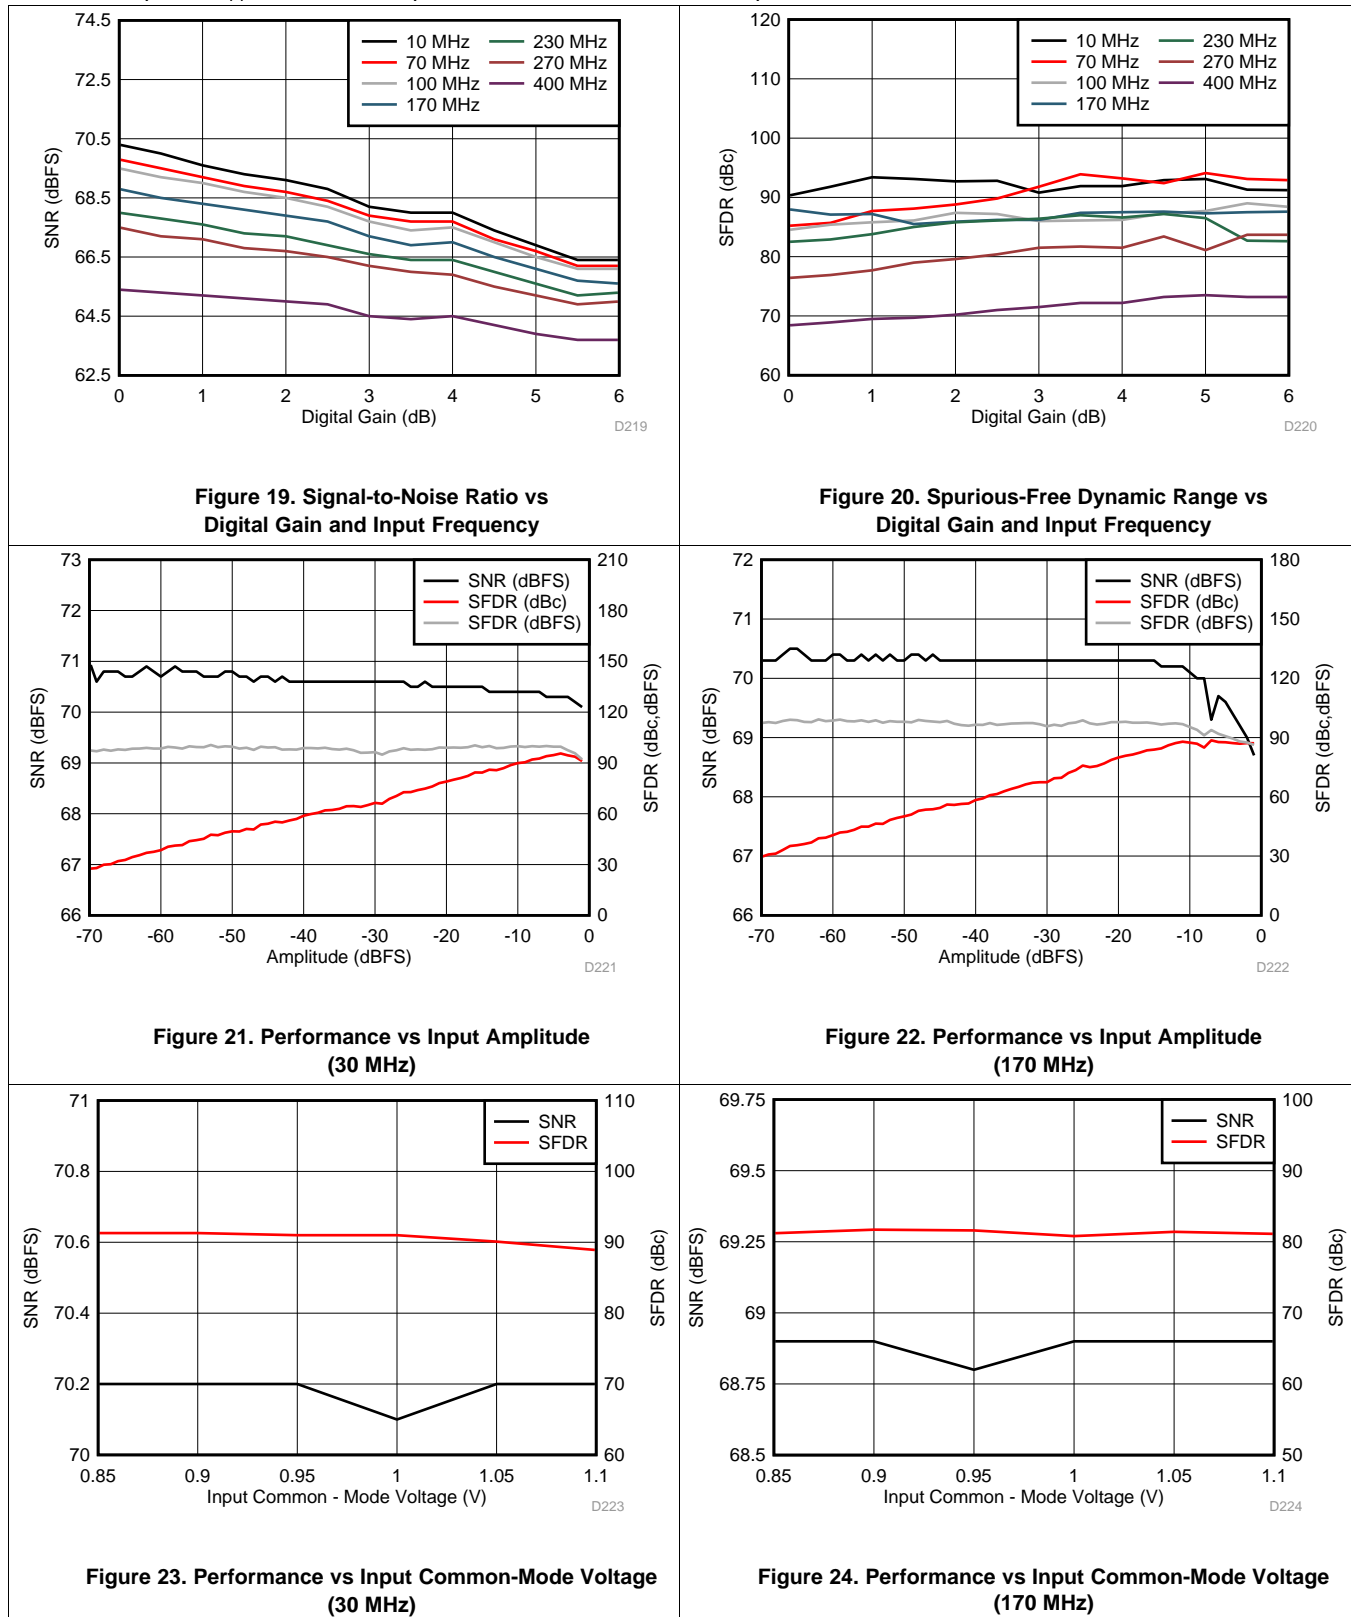 74.5
72.5
70.5
68.5
66.5
64.5
62.5
0 1 2 3 4 5 6
SNR (dBFS)
Digital Gain (dB)
D219
10 MHz 230 MHz
70 MHz 270 MHz
100 MHz 400 MHz
170 MHz
Figure 19. Signal-to-Noise Ratio vs
Digital Gain and Input Frequency
120
110
100
90
80
70
60
0 1 2 3 4 5 6
SFDR (dBc)
Digital Gain (dB)
D220
10 MHz 230 MHz
70 MHz 270 MHz
100 MHz 400 MHz
170 MHz
Figure 20. Spurious-Free Dynamic Range vs
Digital Gain and Input Frequency
73
72
71
70
69
68
67
66
210
180
150
120
90
60
30
0
-70 -60 -50 -40 -30 -20 -10 0
SNR (dBFS)
SFDR (dBc,dBFS)
Amplitude (dBFS)
D221
SNR (dBFS)
SFDR (dBc)
SFDR (dBFS)
Figure 21. Performance vs Input Amplitude
(30 MHz)
72
71
70
69
68
67
66
180
150
120
90
60
30
0
-70 -60 -50 -40 -30 -20 -10 0
SNR (dBFS)
SFDR (dBc,dBFS)
Amplitude (dBFS)
D222
SNR (dBFS)
SFDR (dBc)
SFDR (dBFS)
Figure 22. Performance vs Input Amplitude
(170 MHz)
71
70.8
70.6
70.4
70.2
70
110
100
90
80
70
60
0.85 0.9 0.95 1 1.05 1.1
SNR (dBFS)
SFDR (dBc)
Input Common - Mode Voltage (V)
D223
SNR
SFDR
Figure 23. Performance vs Input Common-Mode Voltage
(30 MHz)
69.75
69.5
69.25
69
68.75
68.5
100
90
80
70
60
50
0.85 0.9 0.95 1 1.05 1.1
SNR (dBFS)
SFDR (dBc)
Input Common - Mode Voltage (V)
D224
SNR
SFDR
Figure 24. Performance vs Input Common-Mode Voltage
(170 MHz)